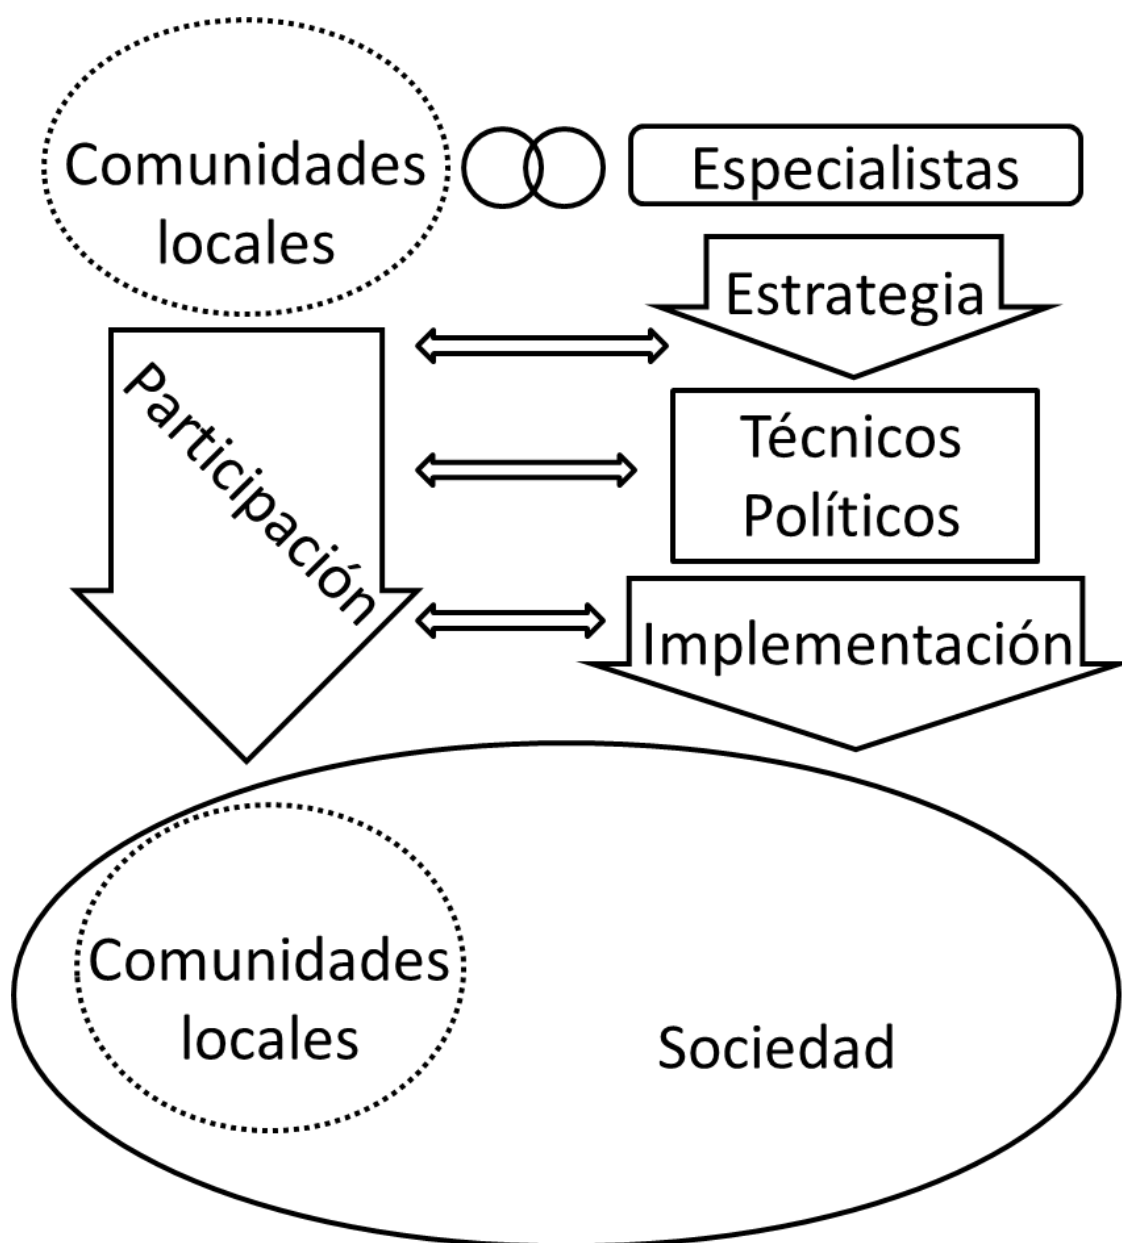 Comunidades
locales
Especialistas
Estrategia
Participación
Técnicos
Políticos
Implementación
Comunidades
locales
Sociedad